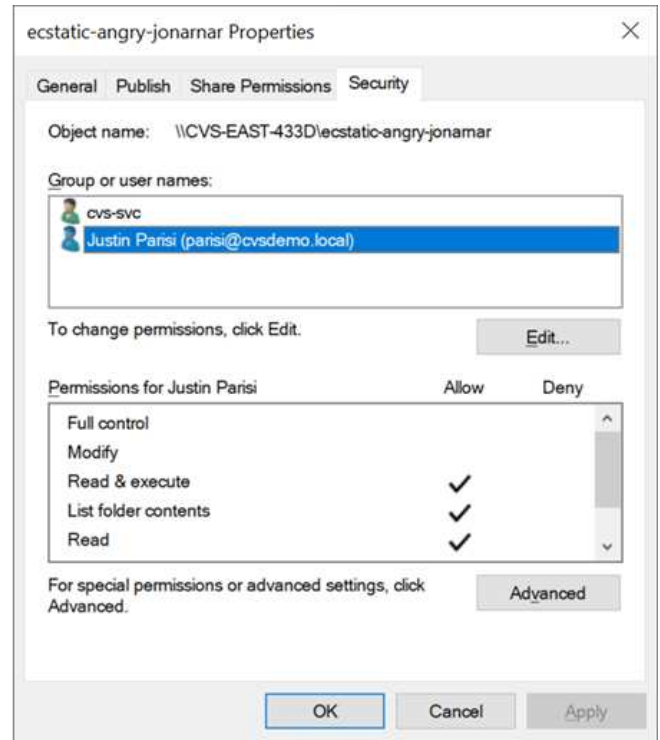 ecstatic-angry-jonarnar Properties
General Publish Share Permissions Security
Object name: \\CVS-EAST-433D\ecstatic-angry-jonarnar
Group or user names:
cvs-svc
Justin Parisi (parisi@cvsdemo.local)
To change permissions, click Edit.
Edit...
Permissions for Justin Parisi Allow Deny
Full control
Modify
Read & execute
List folder contents
Read
For special permissions or advanced settings, click
Advanced.
Advanced
OK Cancel Apply